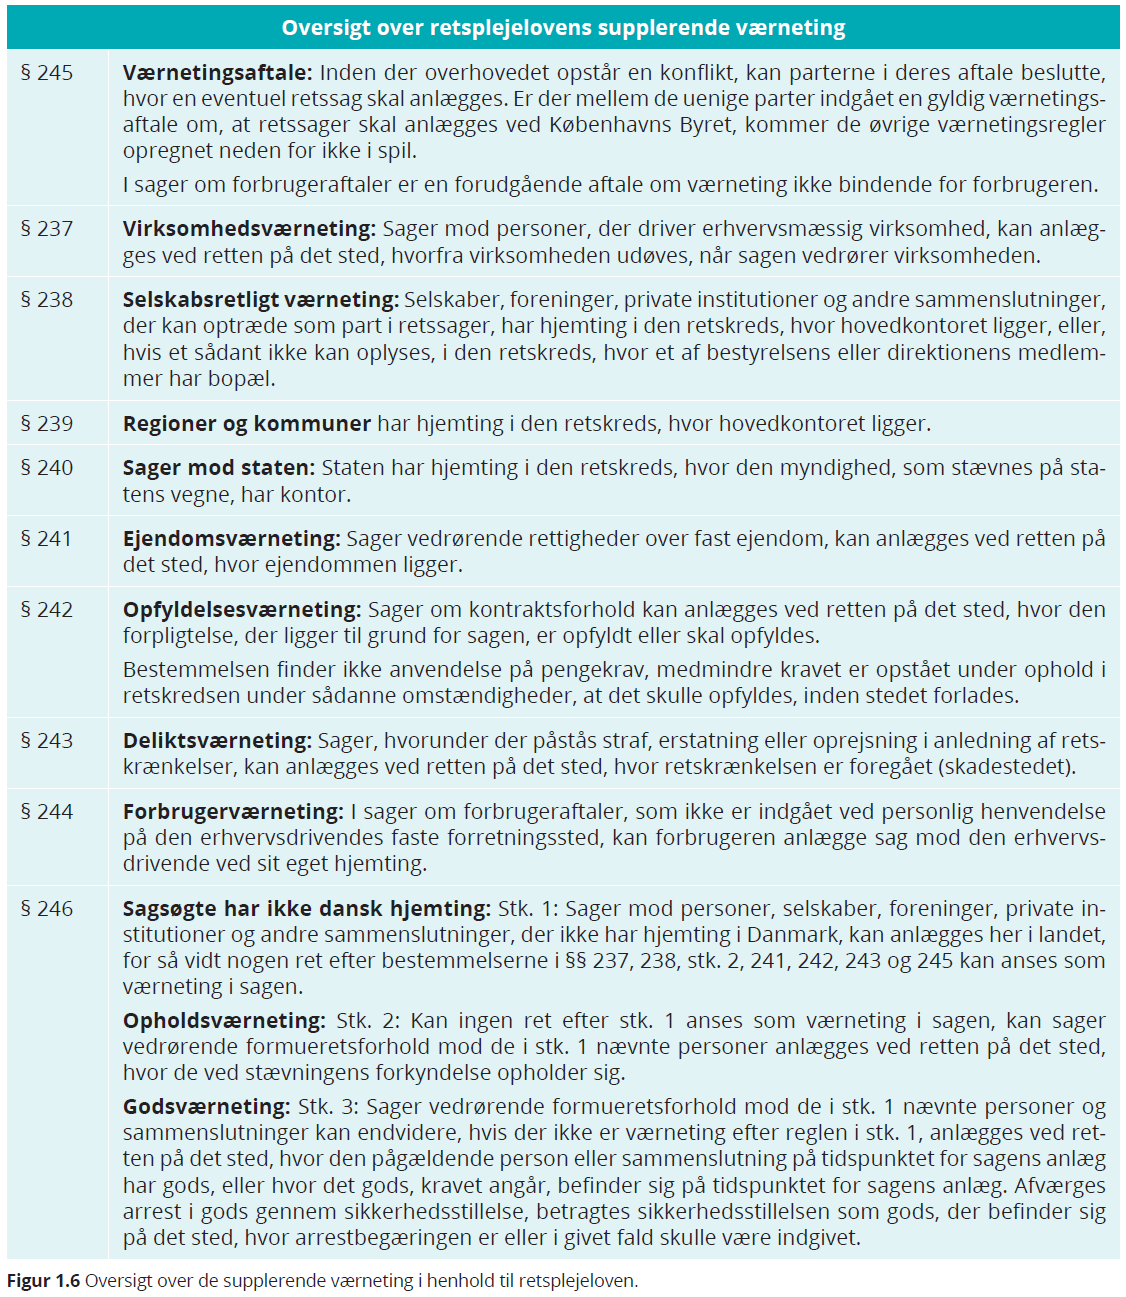 Oversigt over retsplejelovens supplerende værneting
§ 245
Værnetingsaftale: Inden der overhovedet opstår en konflikt, kan parterne i deres aftale beslutte,
hvor en eventuel retssag skal anlægges. Er der mellem de uenige parter indgået en gyldig værnetings-
aftale om, at retssager skal anlægges ved Københavns Byret, kommer de øvrige værnetingsregler
opregnet neden for ikke i spil.
I sager om forbrugeraftaler er en forudgående aftale om værneting ikke bindende for forbrugeren.
§ 237
Virksomhedsværneting: Sager mod personer, der driver erhvervsmæssig virksomhed, kan anlæg-
ges ved retten på det sted, hvorfra virksomheden udøves, når sagen vedrører virksomheden.
§ 238
Selskabsretligt værneting: Selskaber, foreninger, private institutioner og andre sammenslutninger,
der kan optræde som part i retssager, har hjemting i den retskreds, hvor hovedkontoret ligger, eller,
hvis et sådant ikke kan oplyses, i den retskreds, hvor et af bestyrelsens eller direktionens medlem-
mer har bopæl.
§ 239
Regioner og kommuner har hjemting i den retskreds, hvor hovedkontoret ligger.
§ 240
Sager mod staten: Staten har hjemting i den retskreds, hvor den myndighed, som stævnes på sta-
tens vegne, har kontor.
§ 241
Ejendomsværneting: Sager vedrørende rettigheder over fast ejendom, kan anlægges ved retten på
det sted, hvor ejendommen ligger.
§ 242
Opfyldelsesværneting: Sager om kontraktsforhold kan anlægges ved retten på det sted, hvor den
forpligtelse, der ligger til grund for sagen, er opfyldt eller skal opfyldes.
Bestemmelsen finder ikke anvendelse på pengekrav, medmindre kravet er opstået under ophold i
retskredsen under sådanne omstændigheder, at det skulle opfyldes, inden stedet forlades.
§ 243
Deliktsværneting: Sager, hvorunder der påstås straf, erstatning eller oprejsning i anledning af rets-
krænkelser, kan anlægges ved retten på det sted, hvor retskrænkelsen er foregået (skadestedet).
§ 244
Forbrugerværneting: I sager om forbrugeraftaler, som ikke er indgået ved personlig henvendelse
på den erhvervsdrivendes faste forretningssted, kan forbrugeren anlægge sag mod den erhvervs-
drivende ved sit eget hjemting.
§ 246
Sagsøgte har ikke dansk hjemting: Stk. 1: Sager mod personer, selskaber, foreninger, private in-
stitutioner og andre sammenslutninger, der ikke har hjemting i Danmark, kan anlægges her i landet,
for så vidt nogen ret efter bestemmelserne i §§ 237, 238, stk. 2, 241, 242, 243 og 245 kan anses som
værneting i sagen.
Opholdsværneting: Stk. 2: Kan ingen ret efter stk. 1 anses som værneting i sagen, kan sager
vedrørende formueretsforhold mod de i stk. 1 nævnte personer anlægges ved retten på det sted,
hvor de ved stævningens forkyndelse opholder sig.
Godsværneting: Stk. 3: Sager vedrørende formueretsforhold mod de i stk. 1 nævnte personer og
sammenslutninger kan endvidere, hvis der ikke er værneting efter reglen i stk. 1, anlægges ved ret-
ten på det sted, hvor den pågældende person eller sammenslutning på tidspunktet for sagens anlæg
har gods, eller hvor det gods, kravet angår, befinder sig på tidspunktet for sagens anlæg. Afværges
arrest i gods gennem sikkerhedsstillelse, betragtes sikkerhedsstillelsen som gods, der befinder sig
på det sted, hvor arrestbegæringen er eller i givet fald skulle være indgivet.
Figur 1.6 Oversigt over de supplerende værneting i henhold til retsplejeloven.